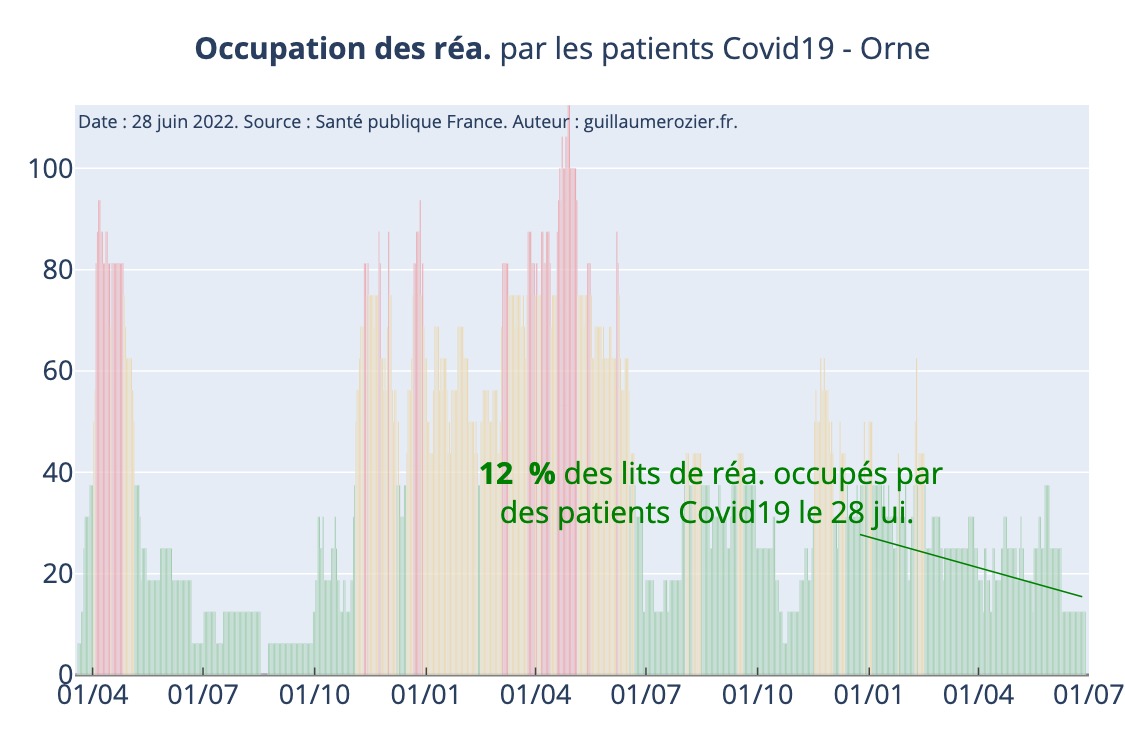 Occupation des réa. par les patients Covid19 - Orne
Date : 28 juin 2022. Source : Santé publique France. Auteur : guillaumerozier.fr.
100
80
60
40
20
0
12 % des lits de réa. occupés par
des patients Covid19 le 28 jui.
01/04 01/07 01/10 01/01 01/04 01/07 01/10 01/01 01/04 01/07